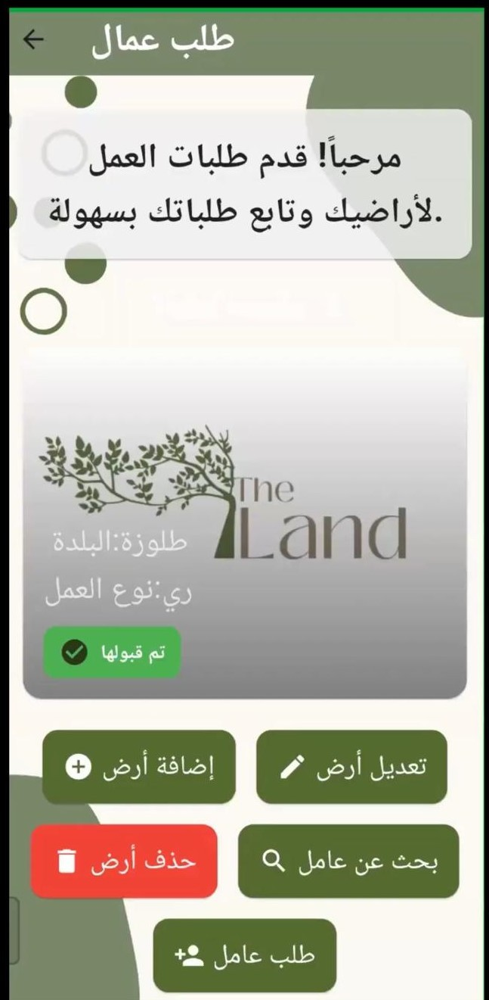 طلب عمال
مرحباً! قدم طلبات العمل
لأراضيك وتابع طلباتك بسهولة.
The
Land
طلوزة:البلدة
ري:نوع العمل
تم قبولها
تعديل أرض
إضافة أرض
بحث عن عامل
حذف أرض
طلب عامل